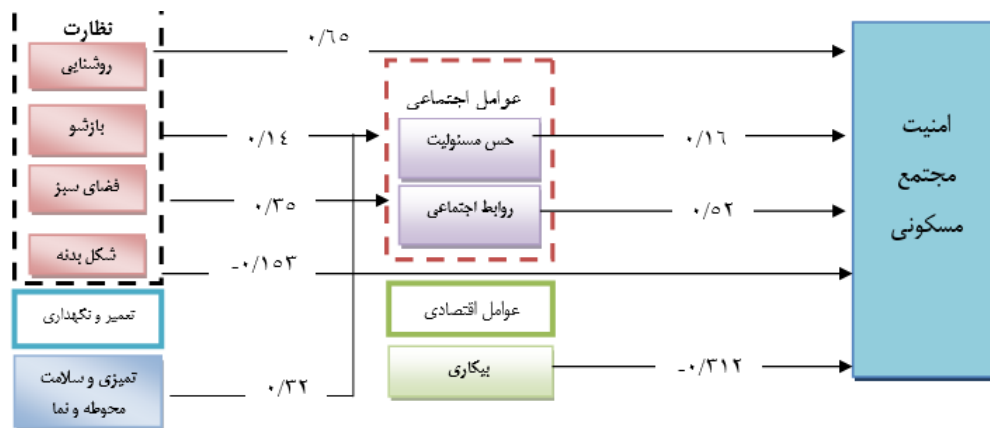 نظارت
روشنایی
بازشو
فضای سبز
شکل بدنه
تعمیر و نگهداری
تمیزی و سلامت
محوطه و نما
۰/۶۵
۰/۱۴
۰/۳۵
-۰/۱۵۳
۰/۳۲
عوامل اجتماعی
حس مسئولیت
روابط اجتماعی
عوامل اقتصادی
بیکاری
۰/۱۶
۰/۵۲
-۰/۳۱۲
امنیت
مجتمع
مسکونی